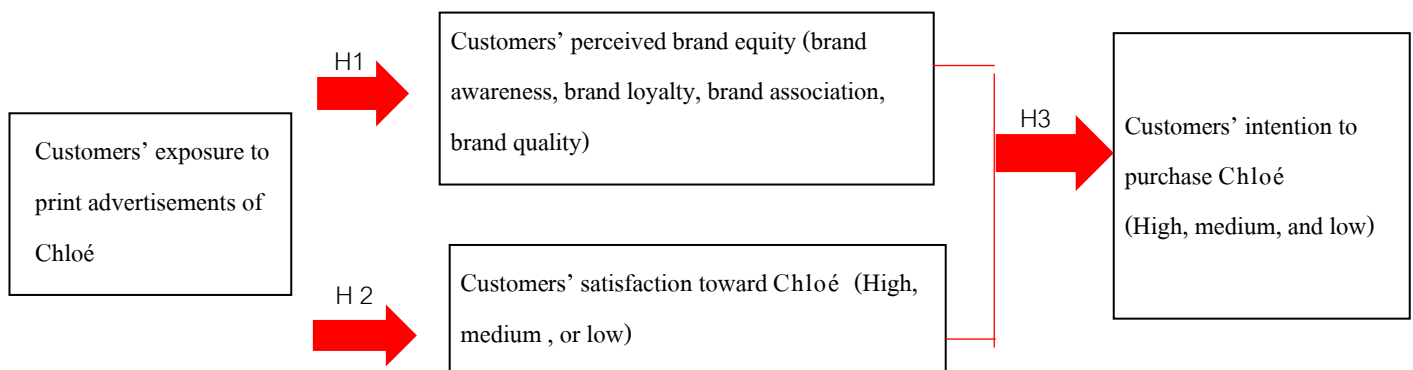 Customers’ exposure to
print advertisements of
Chloé
H1
Customers’ perceived brand equity (brand
awareness, brand loyalty, brand association,
brand quality)
H 2
Customers’ satisfaction toward Chloé (High,
medium , or low)
H3
Customers’ intention to
purchase Chloé
(High, medium, and low)